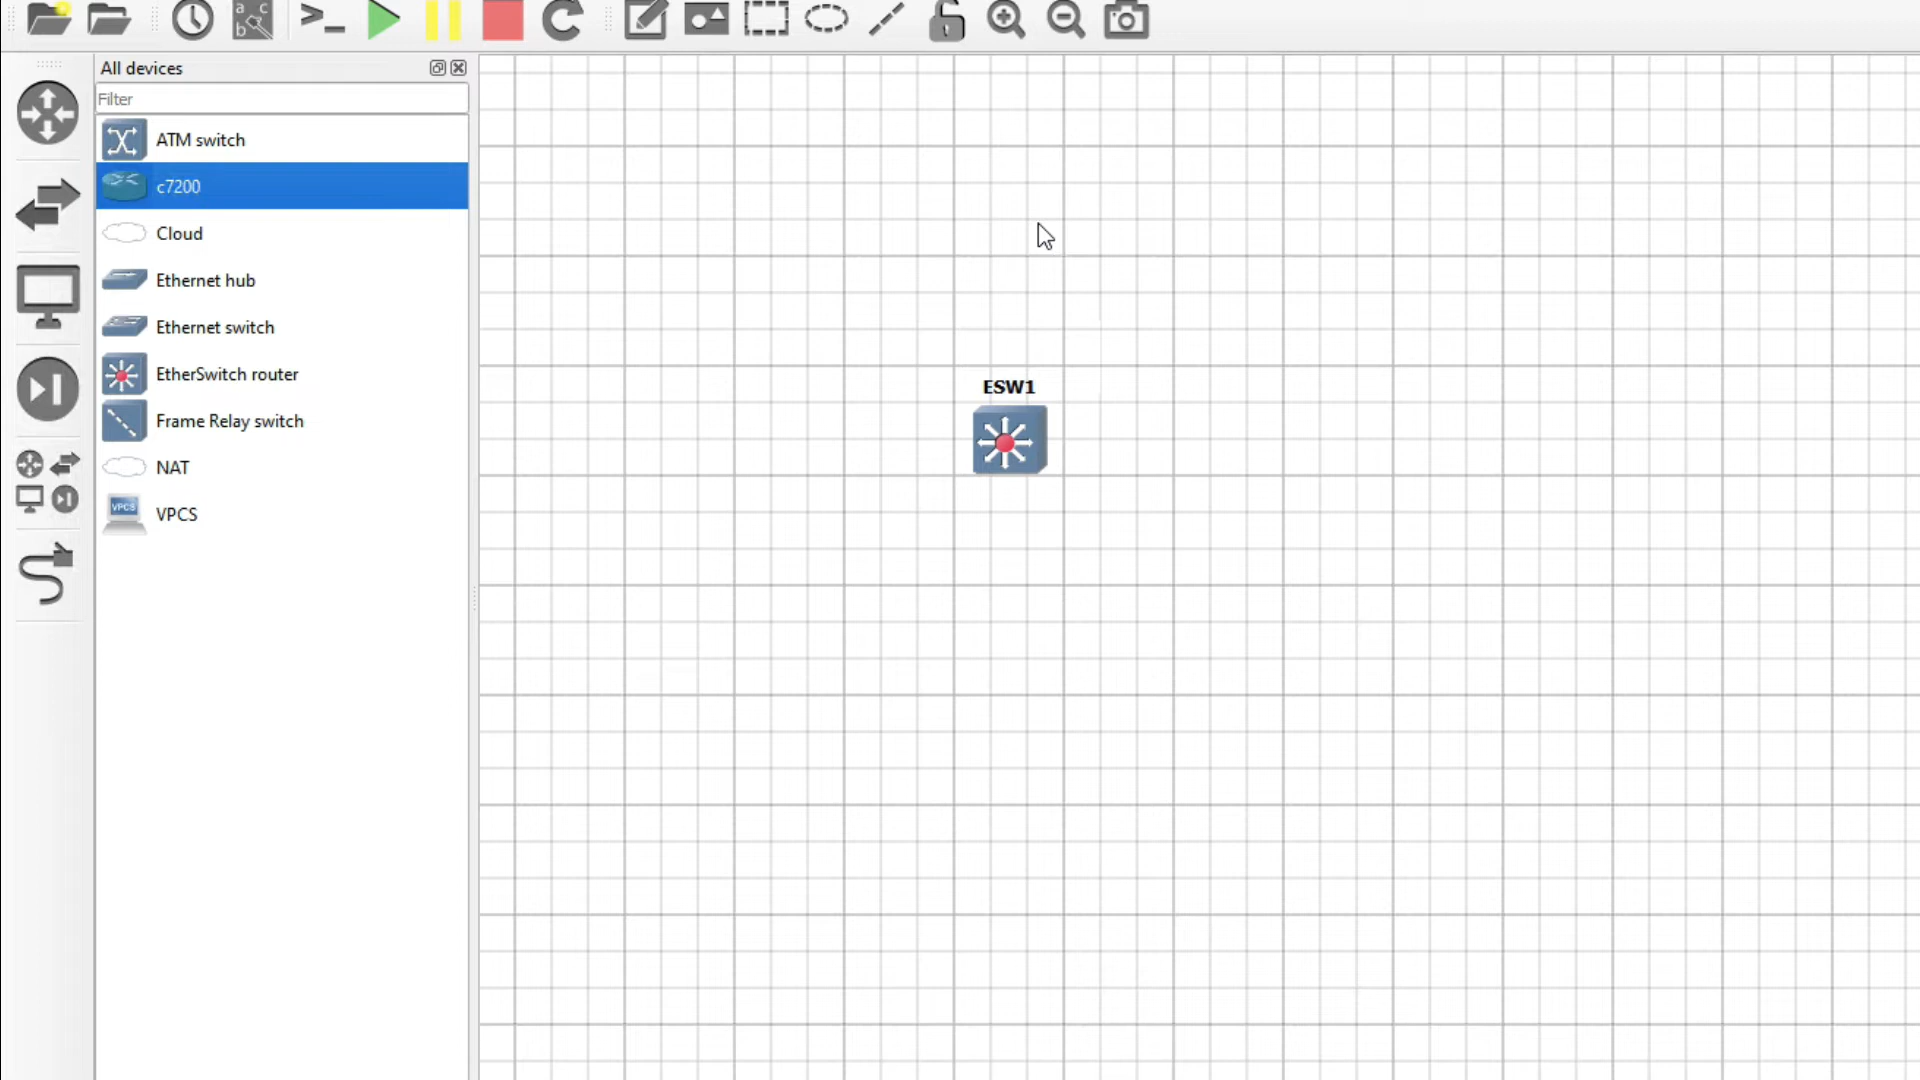 a c
b
>_
All devices
Filter
ATM switch
c7200
Cloud
Ethernet hub
Ethernet switch
EtherSwitch router
Frame Relay switch
NAT
VPCS
VPCS
ESW1